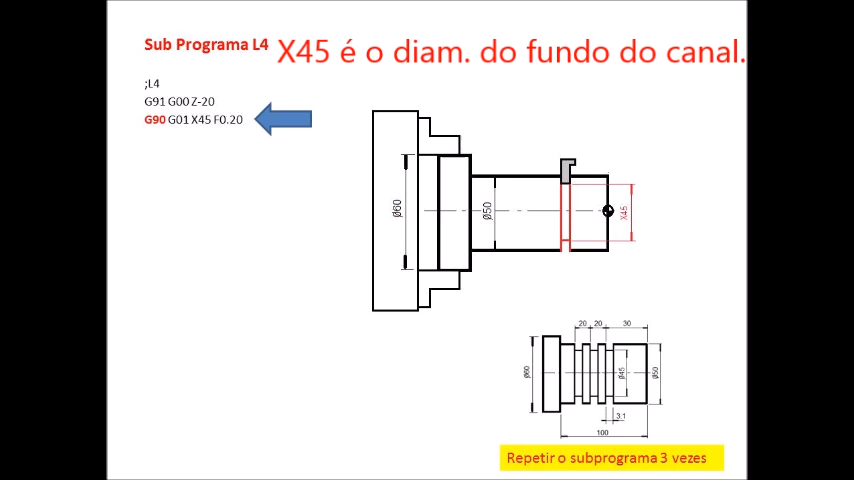 Sub Programa L4
X45 é o diam. do fundo do canal.
;L4
G91 G00 Z-20
G90 G01 X45 F0.20
Ø60
Ø50
X45
20 20 30
Ø60
Ø45
Ø50
3.1
100
Repetir o subprograma 3 vezes